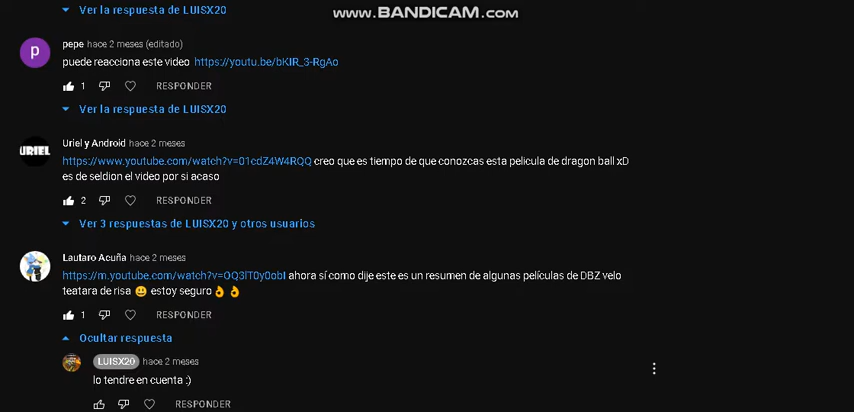 Ver la respuesta de LUISX20
www.BANDICAM.com
pepe hace 2 meses (editado)
P
puede reacciona este video https://youtu.be/bKIR_3-RgAo
1 RESPONDER
Ver la respuesta de LUISX20
Uriel y Android hace 2 meses
URIEL
https://www.youtube.com/watch?v=01cdZ4W4RQQ creo que es tiempo de que conozcas esta pelicula de dragon ball xD
es de seldion el video por si acaso
2 RESPONDER
Ver 3 respuestas de LUISX20 y otros usuarios
Lautaro Acuña hace 2 meses
https://m.youtube.com/watch?v=OQ3lT0y0obI ahora sí como dije este es un resumen de algunas películas de DBZ velo
teatara de risa 😃 estoy seguro👌👌
1 RESPONDER
Ocultar respuesta
LUISX20 hace 2 meses
lo tendre en cuenta :)
RESPONDER